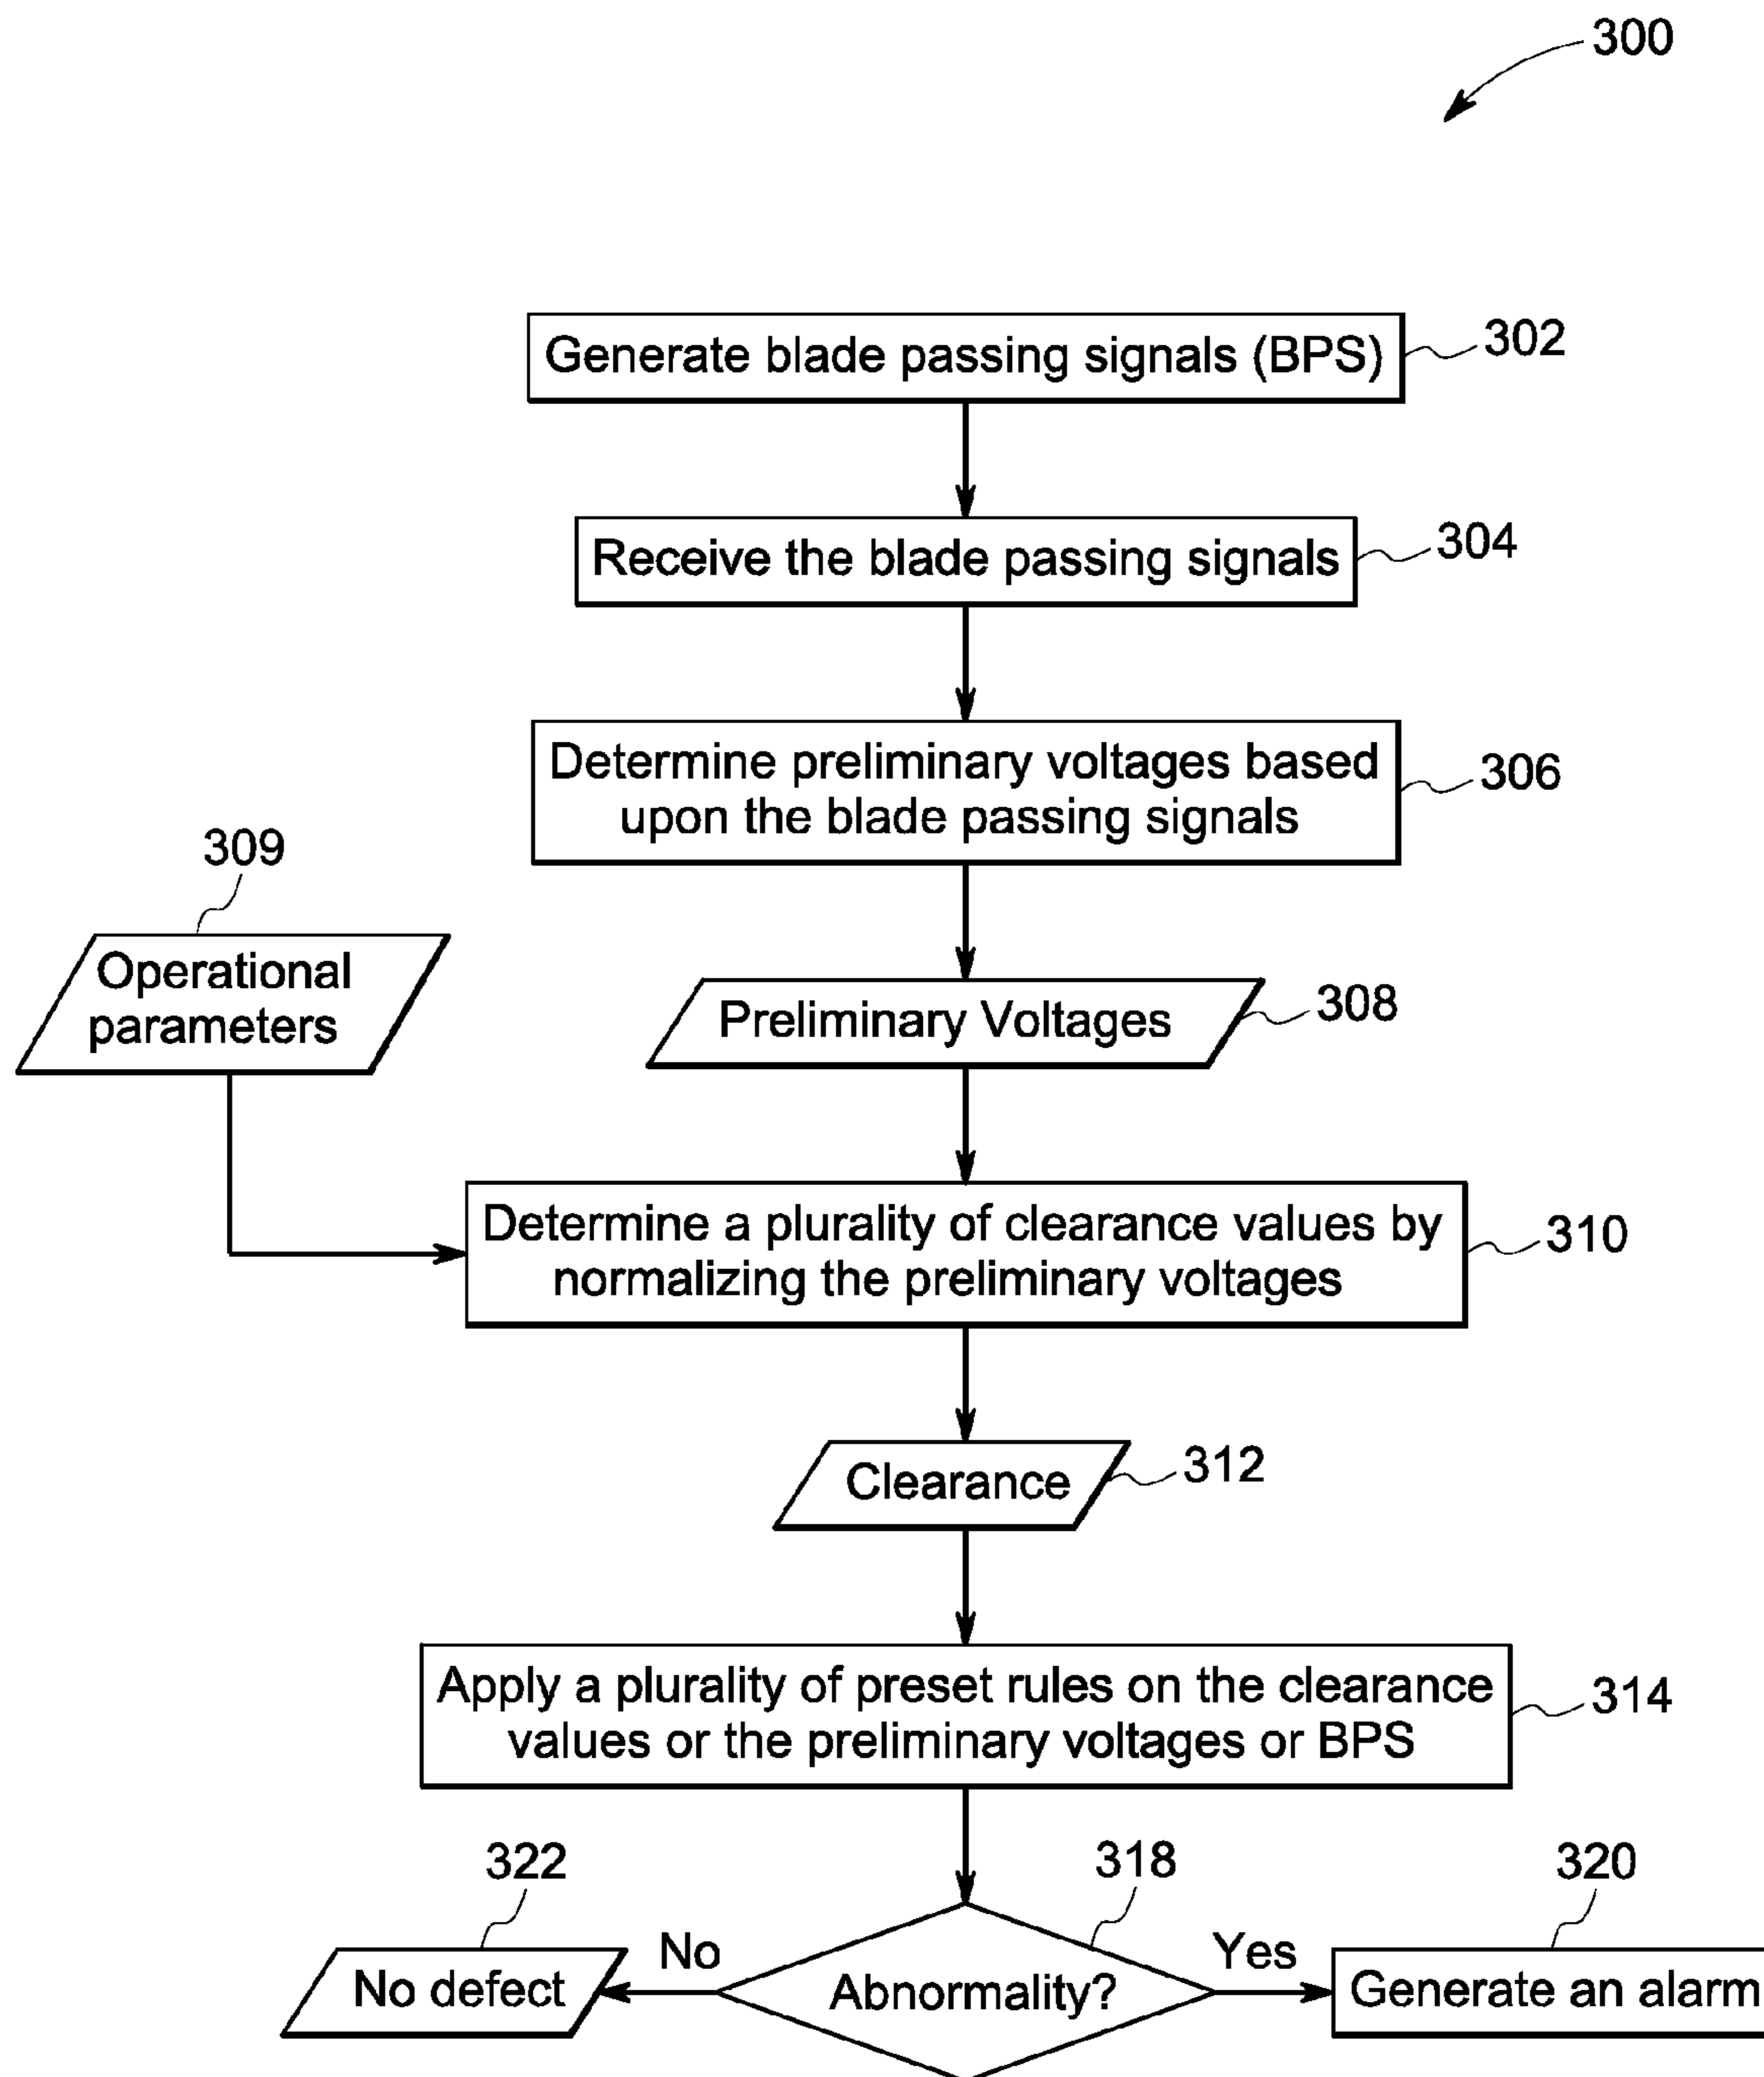 300
Generate blade passing signals (BPS)
302
Receive the blade passing signals
304
Determine preliminary voltages based
upon the blade passing signals
306
309
Operational
parameters
Preliminary Voltages
308
Determine a plurality of clearance values by
normalizing the preliminary voltages
310
Clearance
312
Apply a plurality of preset rules on the clearance
values or the preliminary voltages or BPS
314
322
318
320
No defect
No
Abnormality?
Yes
Generate an alarm